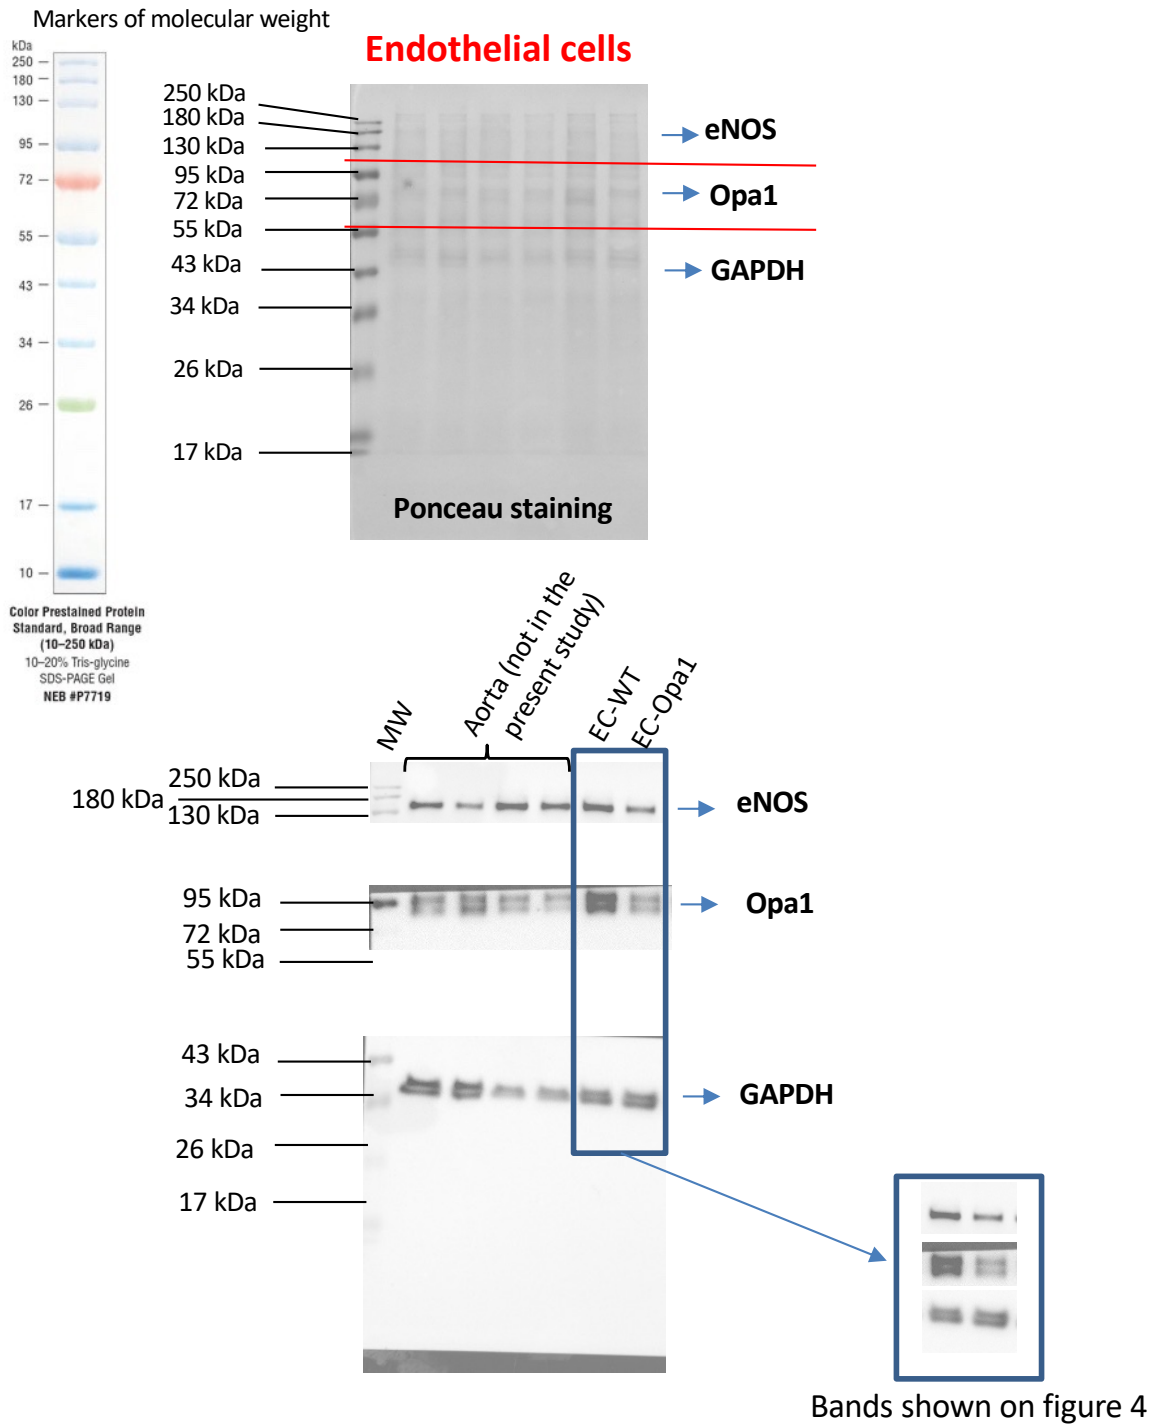 Markers of molecular weight
kDa
250
180
130
95
72
55
43
34
26
17
10
Color Prestained Protein
Standard, Broad Range
(10–250 kDa)
10–20% Tris-glycine
SDS-PAGE Gel
NEB #P7719
Endothelial cells
250 kDa
180 kDa
130 kDa
95 kDa
72 kDa
55 kDa
43 kDa
34 kDa
26 kDa
17 kDa
eNOS
Opa1
GAPDH
Ponceau staining
MW
Aorta (not in the
present study)
EC-WT
EC-Opa1
250 kDa
180 kDa
130 kDa
eNOS
95 kDa
72 kDa
55 kDa
Opa1
43 kDa
34 kDa
26 kDa
17 kDa
GAPDH
Bands shown on figure 4